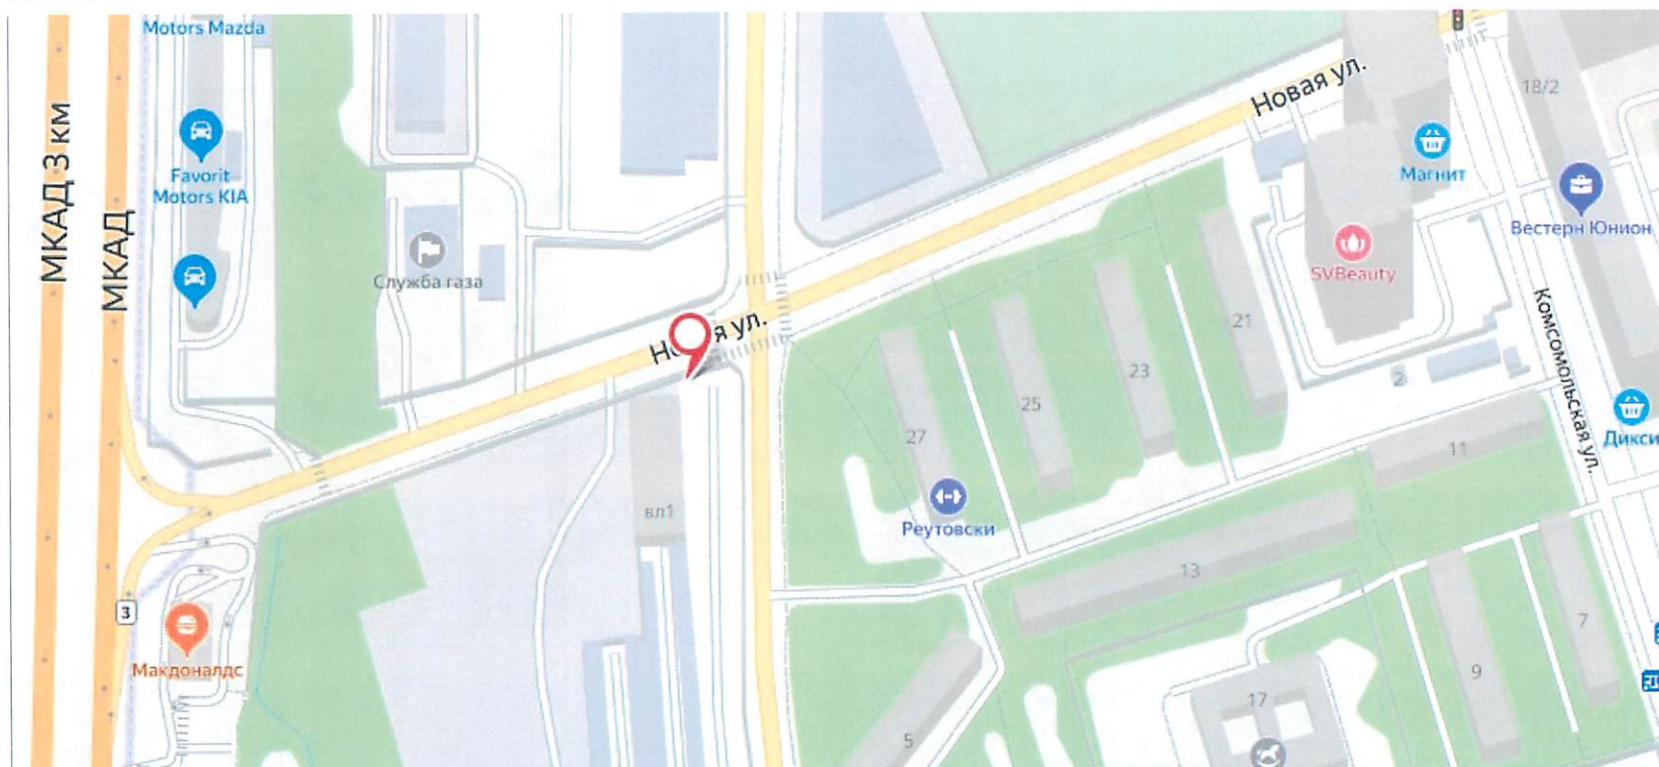 Motors Mazda
МКАД 3 км
МКАД
Favorit
Motors KIA
Служба газа
Новая ул.
18/2
Магнит
Вестерн Юнион
SVBeauty
Комсомольская ул.
ул.
21
23
25
27
2
11
Дикси
Реутовски
вл1
13
3
Макдоналдс
7
9
17
5